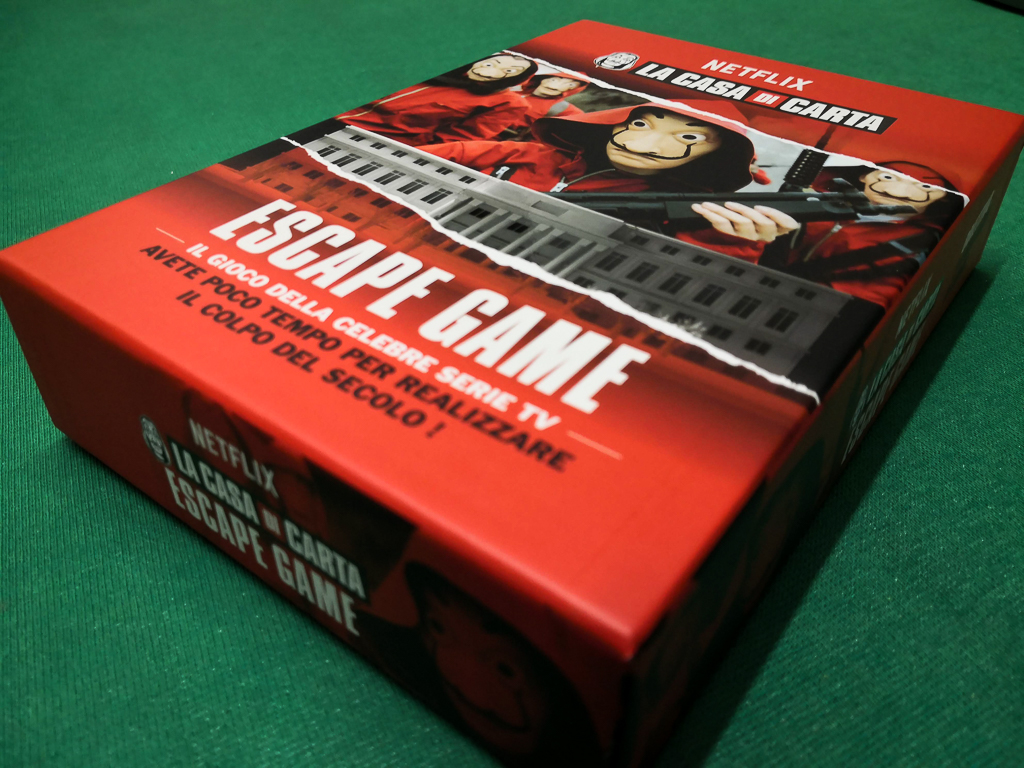 NETFLIX
LA CASA DI CARTA
ESCAPE GAME
IL GIOCO DELLA CELEBRE SERIE TV
AVETE POCO TEMPO PER REALIZZARE
IL COLPO DEL SECOLO !
NETFLIX
LA CASA DI CARTA
ESCAPE GAME